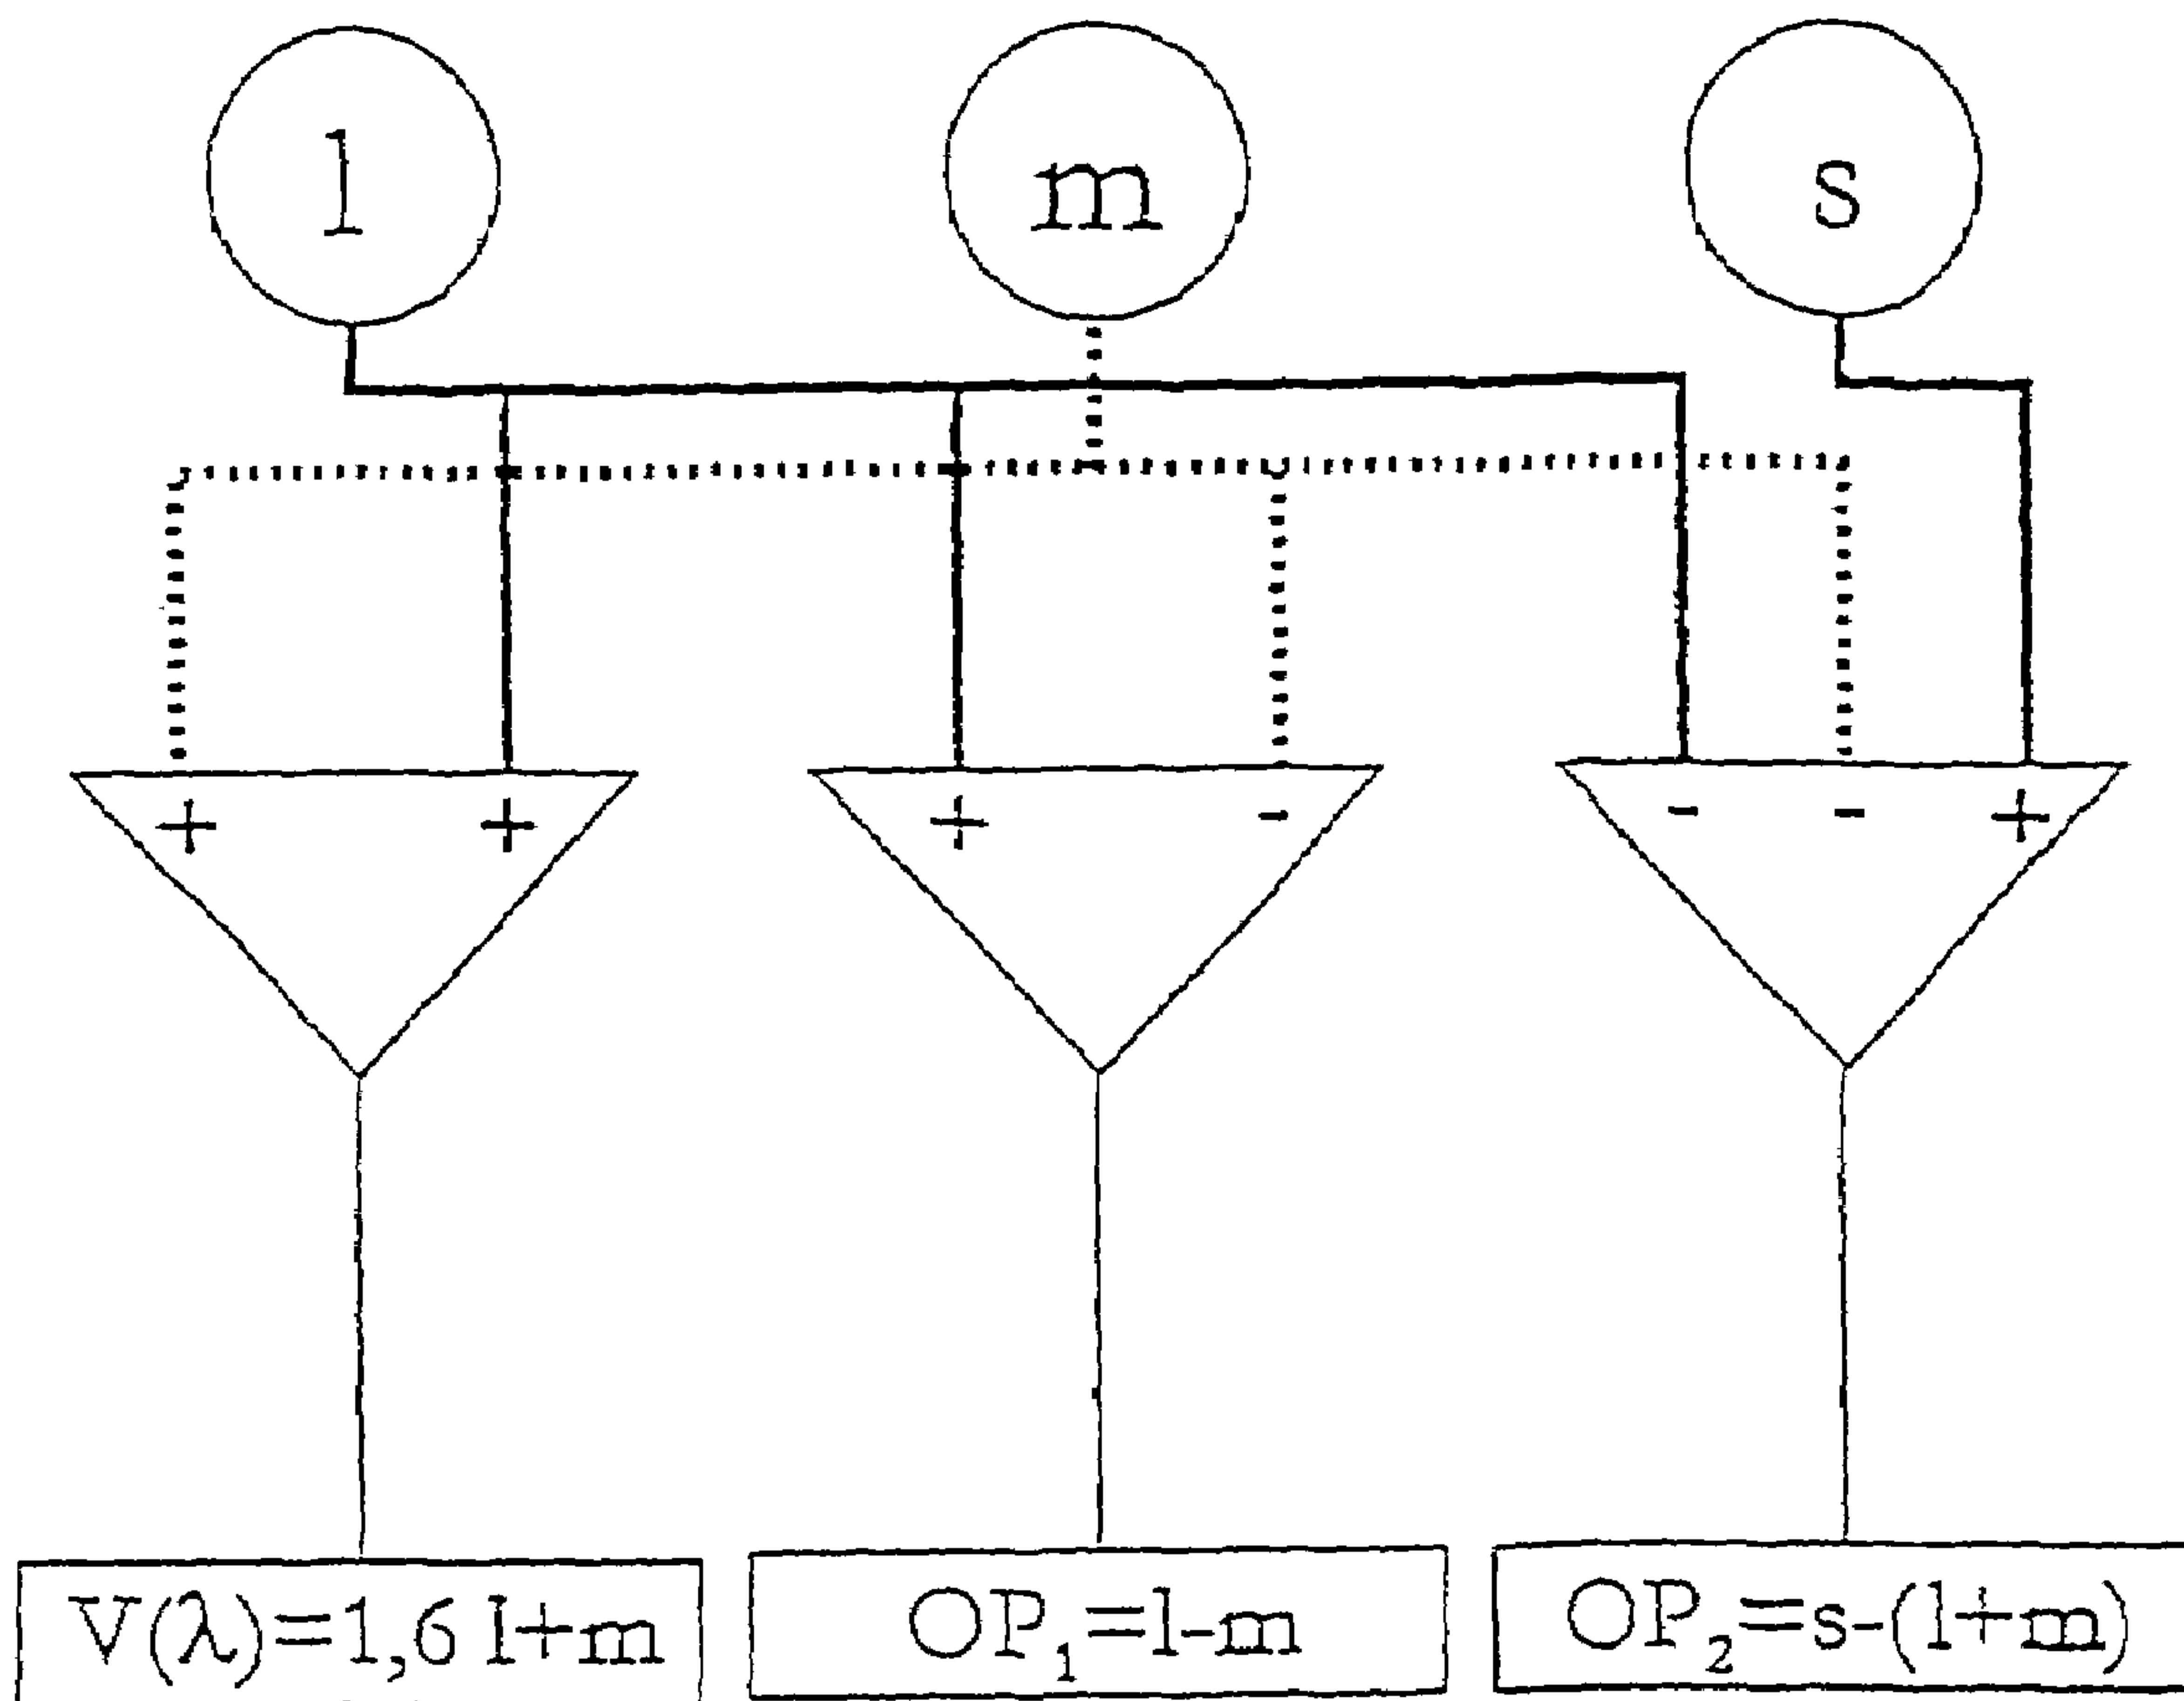 l
m
s
+ +
+ -
- - +
V(λ)=1,6 l+m
OP₁=l-m
OP₂=s-(l+m)